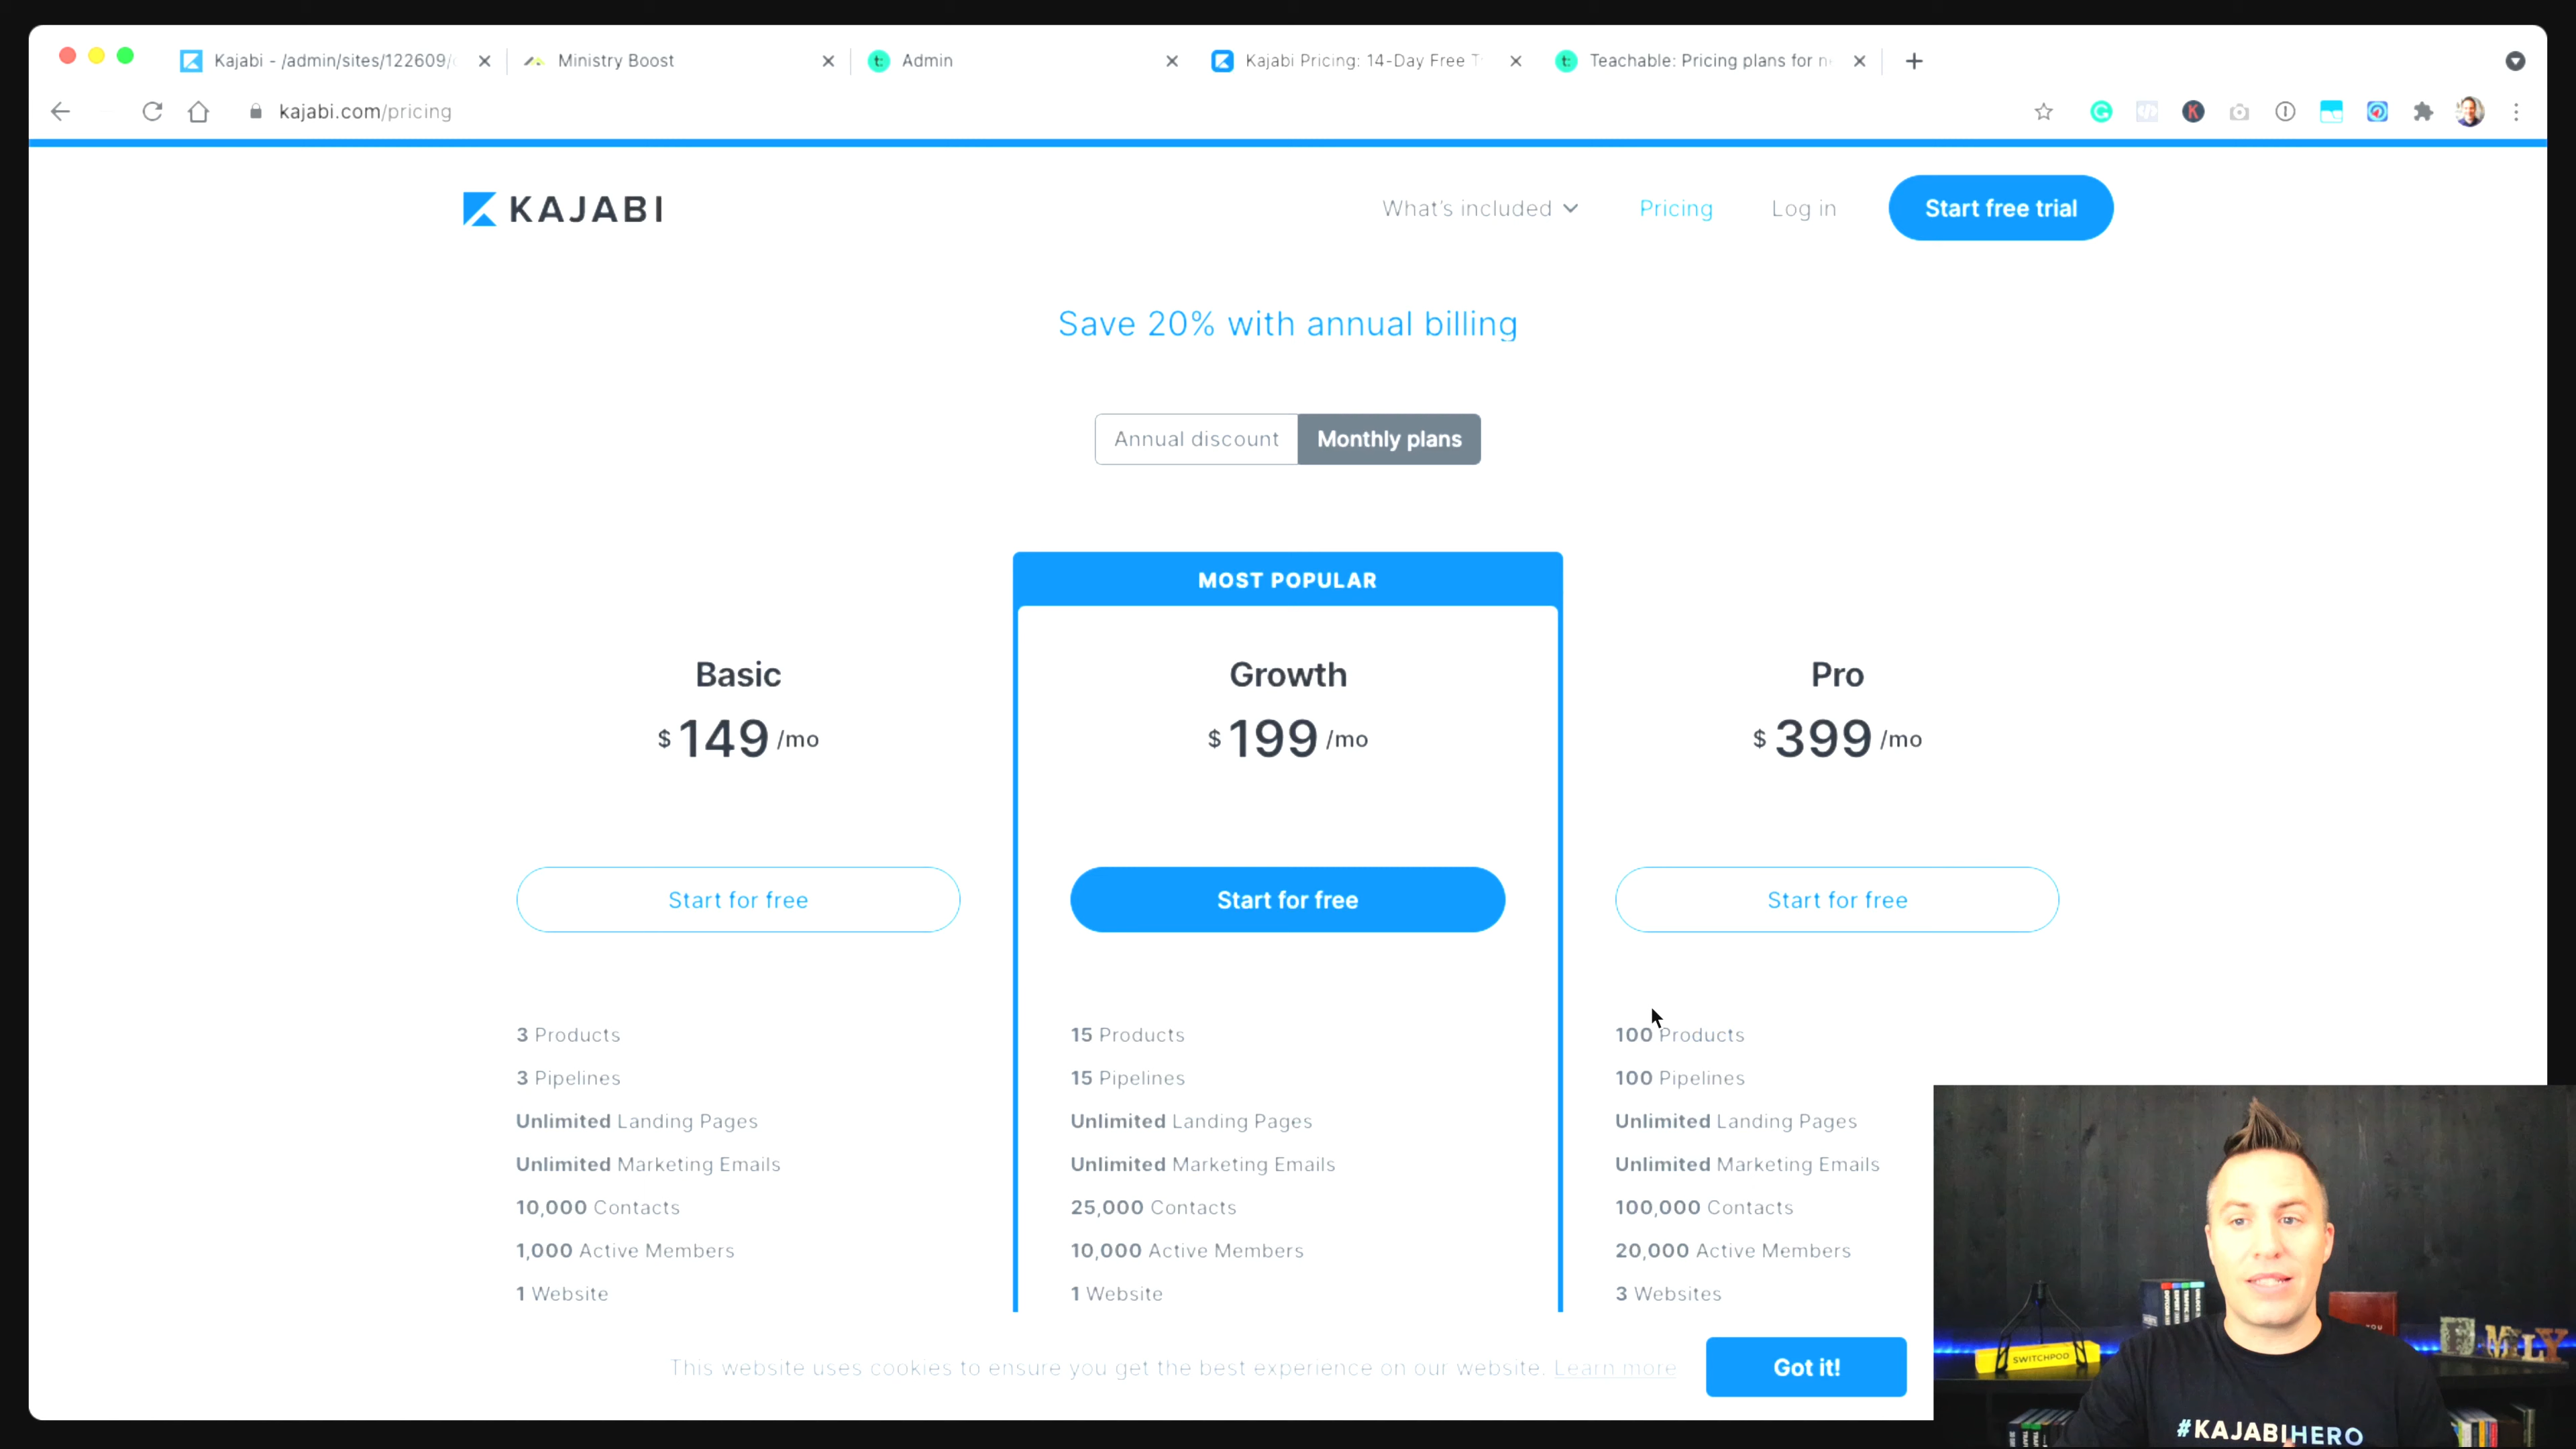 Kajabi - /admin/sites/122609/
Ministry Boost
Admin
Kajabi Pricing: 14-Day Free T
Teachable: Pricing plans for n
kajabi.com/pricing
KAJABI
What's included
Pricing
Log in
Start free trial
Save 20% with annual billing
Annual discount
Monthly plans
MOST POPULAR
Basic
$ 149 /mo
Start for free
3 Products
3 Pipelines
Unlimited Landing Pages
Unlimited Marketing Emails
10,000 Contacts
1,000 Active Members
1 Website
Growth
$ 199 /mo
Start for free
15 Products
15 Pipelines
Unlimited Landing Pages
Unlimited Marketing Emails
25,000 Contacts
10,000 Active Members
1 Website
Pro
$ 399 /mo
Start for free
100 Products
100 Pipelines
Unlimited Landing Pages
Unlimited Marketing Emails
100,000 Contacts
20,000 Active Members
3 Websites
This website uses cookies to ensure you get the best experience on our website. Learn more
Got it!
SWITCHPOD
#KAJABIHERO